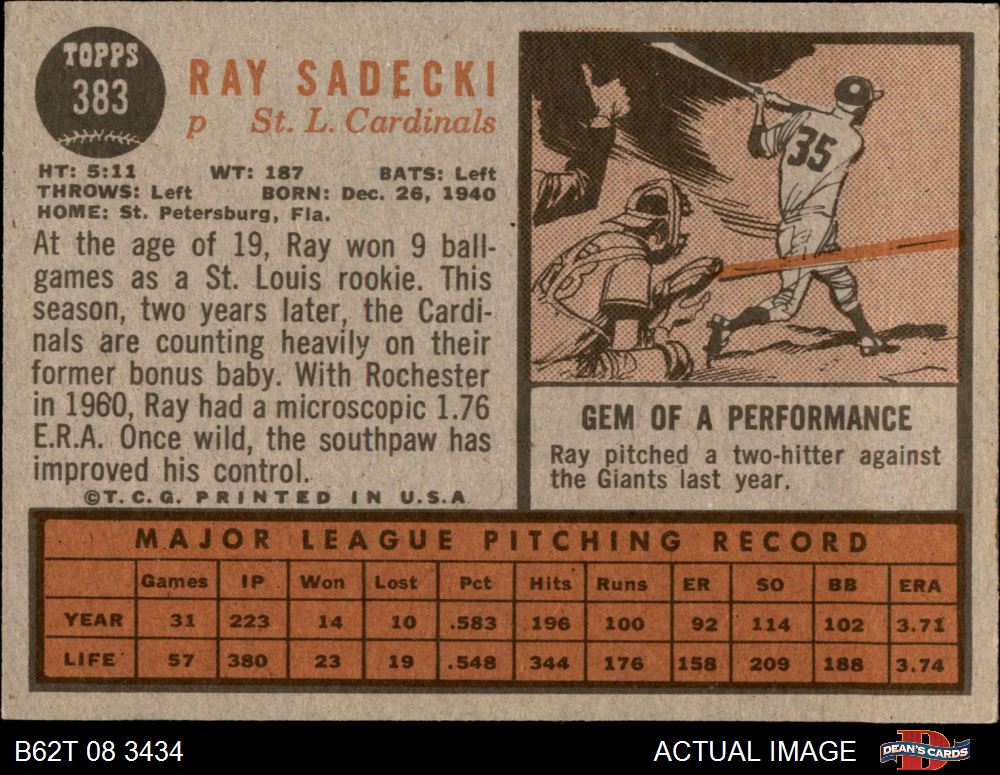 TOPPS
383
RAY SADECKI
p St. L. Cardinals
HT: 5:11 WT: 187 BATS: Left
THROWS: Left BORN: Dec. 26, 1940
HOME: St. Petersburg, Fla.
At the age of 19, Ray won 9 ball-
games as a St. Louis rookie. This
season, two years later, the Cardi-
nals are counting heavily on their
former bonus baby. With Rochester
in 1960, Ray had a microscopic 1.76
E.R.A. Once wild, the southpaw has
improved his control.
©T. C. G. PRINTED IN U.S.A
35
GEM OF A PERFORMANCE
Ray pitched a two-hitter against
the Giants last year.
MAJOR LEAGUE PITCHING RECORD
Games IP Won Lost Pct Hits Runs ER SO BB ERA
YEAR 31 223 14 10 .583 196 100 92 114 102 3.71
LIFE 57 380 23 19 .548 344 176 158 209 188 3.74
B62T 08 3434 ACTUAL IMAGE DEAN'S CARDS